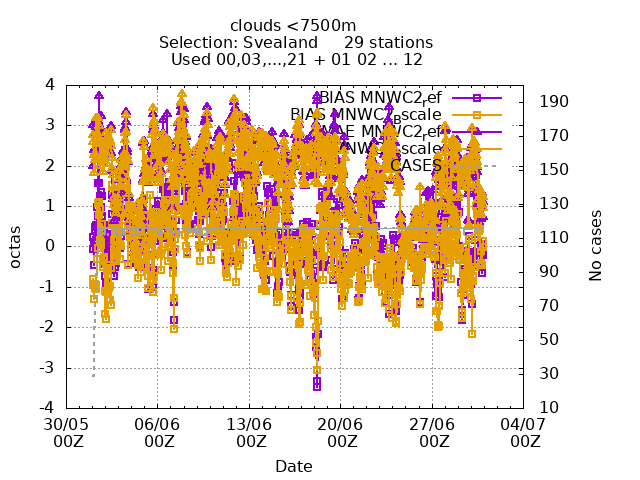 clouds <7500m
Selection: Svealand 29 stations
Used 00,03,...,21 + 01 02 ... 12
BIAS MNWC2_ref
BIAS MNWC2_Bscale
MAE MNWC2_ref
CASES
4
3
2
1
0
-1
-2
-3
-4
octas
190
170
150
130
110
90
70
50
30
10
No cases
30/05 06/06 13/06 20/06 27/06 04/07
00Z 00Z 00Z 00Z 00Z 00Z
Date